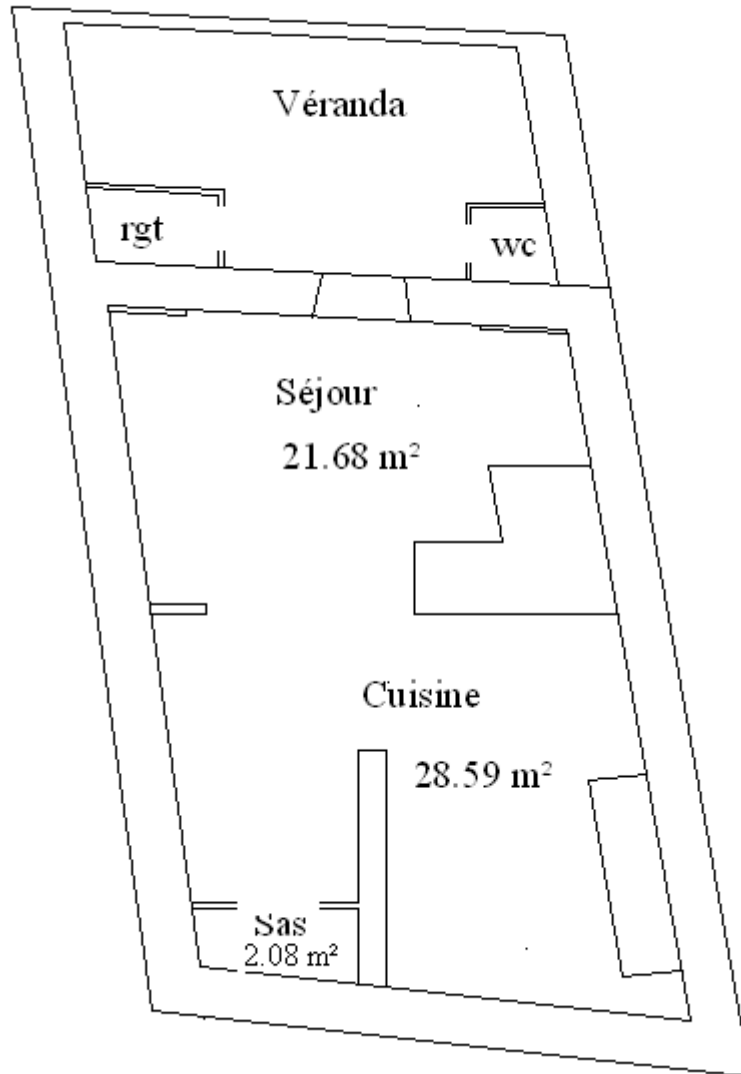 Véranda
rgt
wc
Séjour
21.68 m²
Cuisine
28.59 m²
Sas
2.08 m²